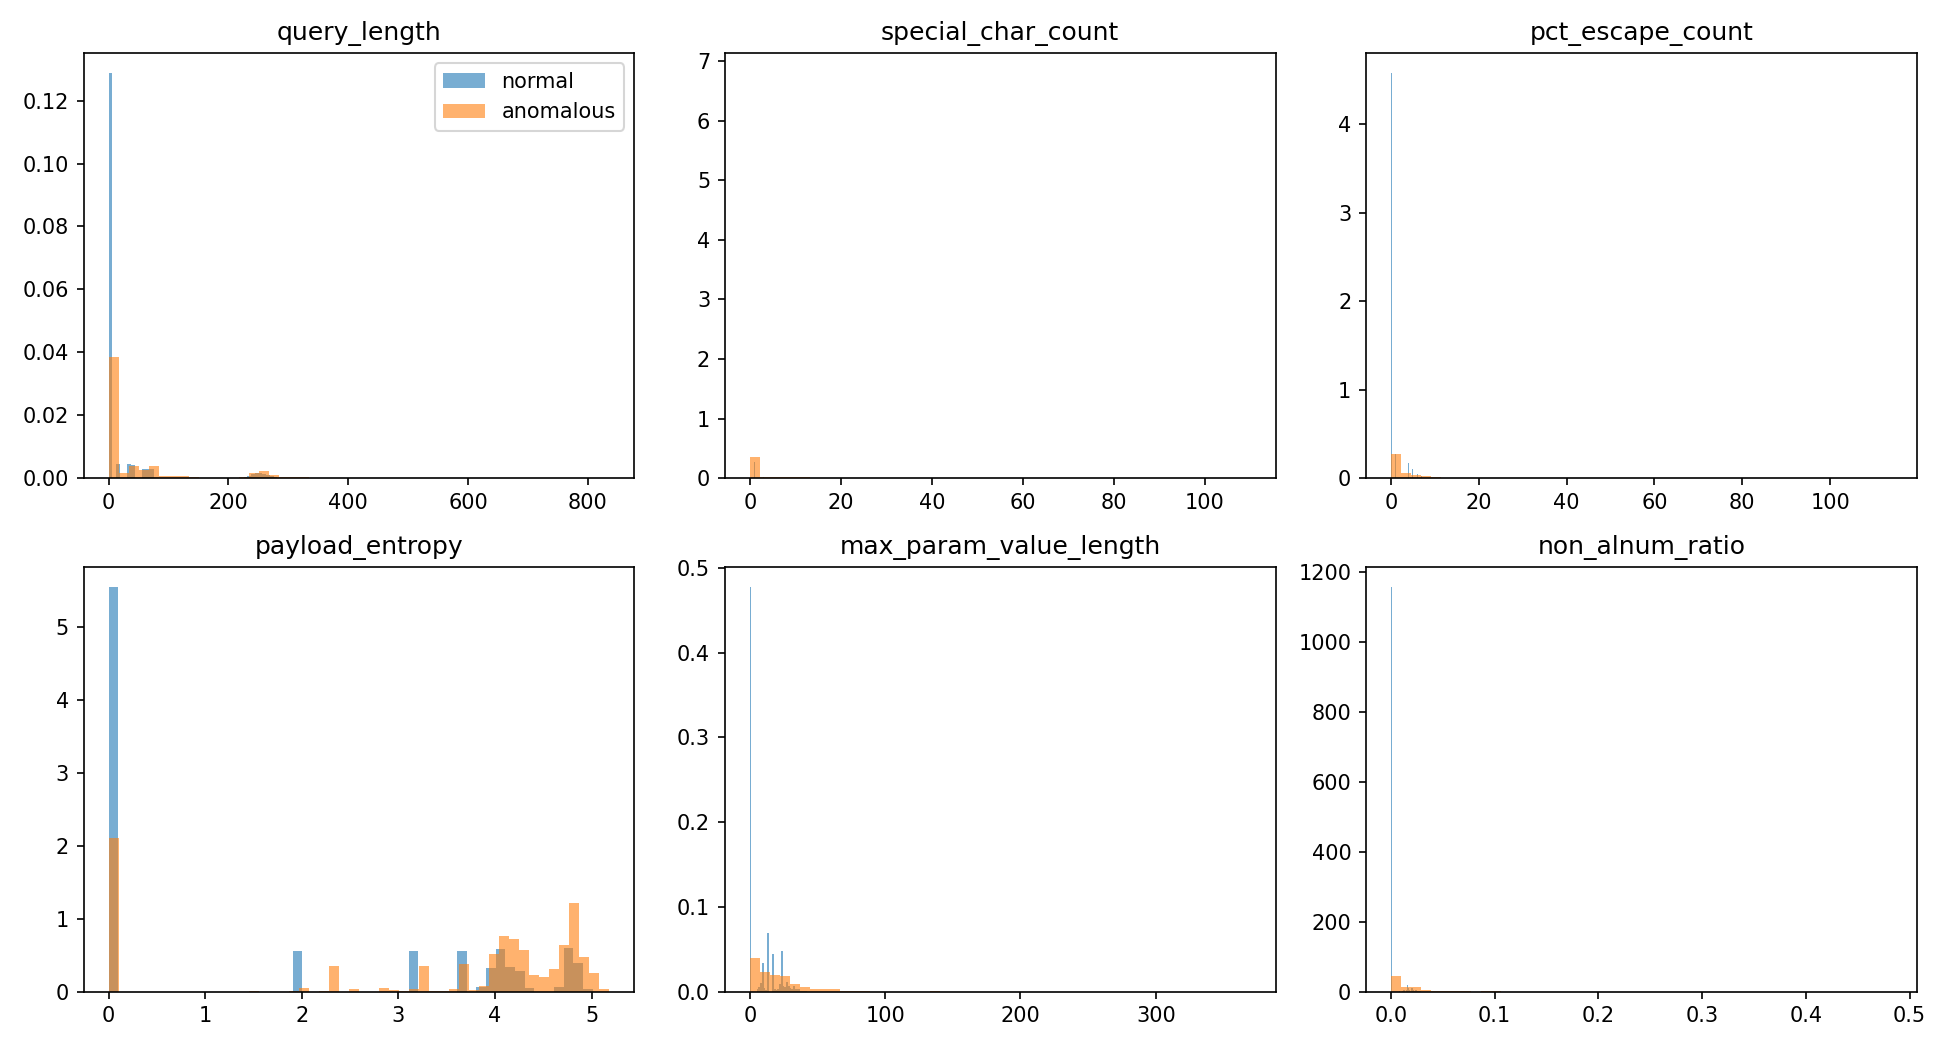 query_length
special_char_count
pct_escape_count
normal
anomalous
0.12
0.10
0.08
0.06
0.04
0.02
0.00
0 200 400 600 800
7
6
5
4
3
2
1
0
0 20 40 60 80 100
4
3
2
1
0
0 20 40 60 80 100
payload_entropy
max_param_value_length
non_alnum_ratio
5
4
3
2
1
0
0 1 2 3 4 5
0.5
0.4
0.3
0.2
0.1
0.0
0 100 200 300
1200
1000
800
600
400
200
0
0.0 0.1 0.2 0.3 0.4 0.5